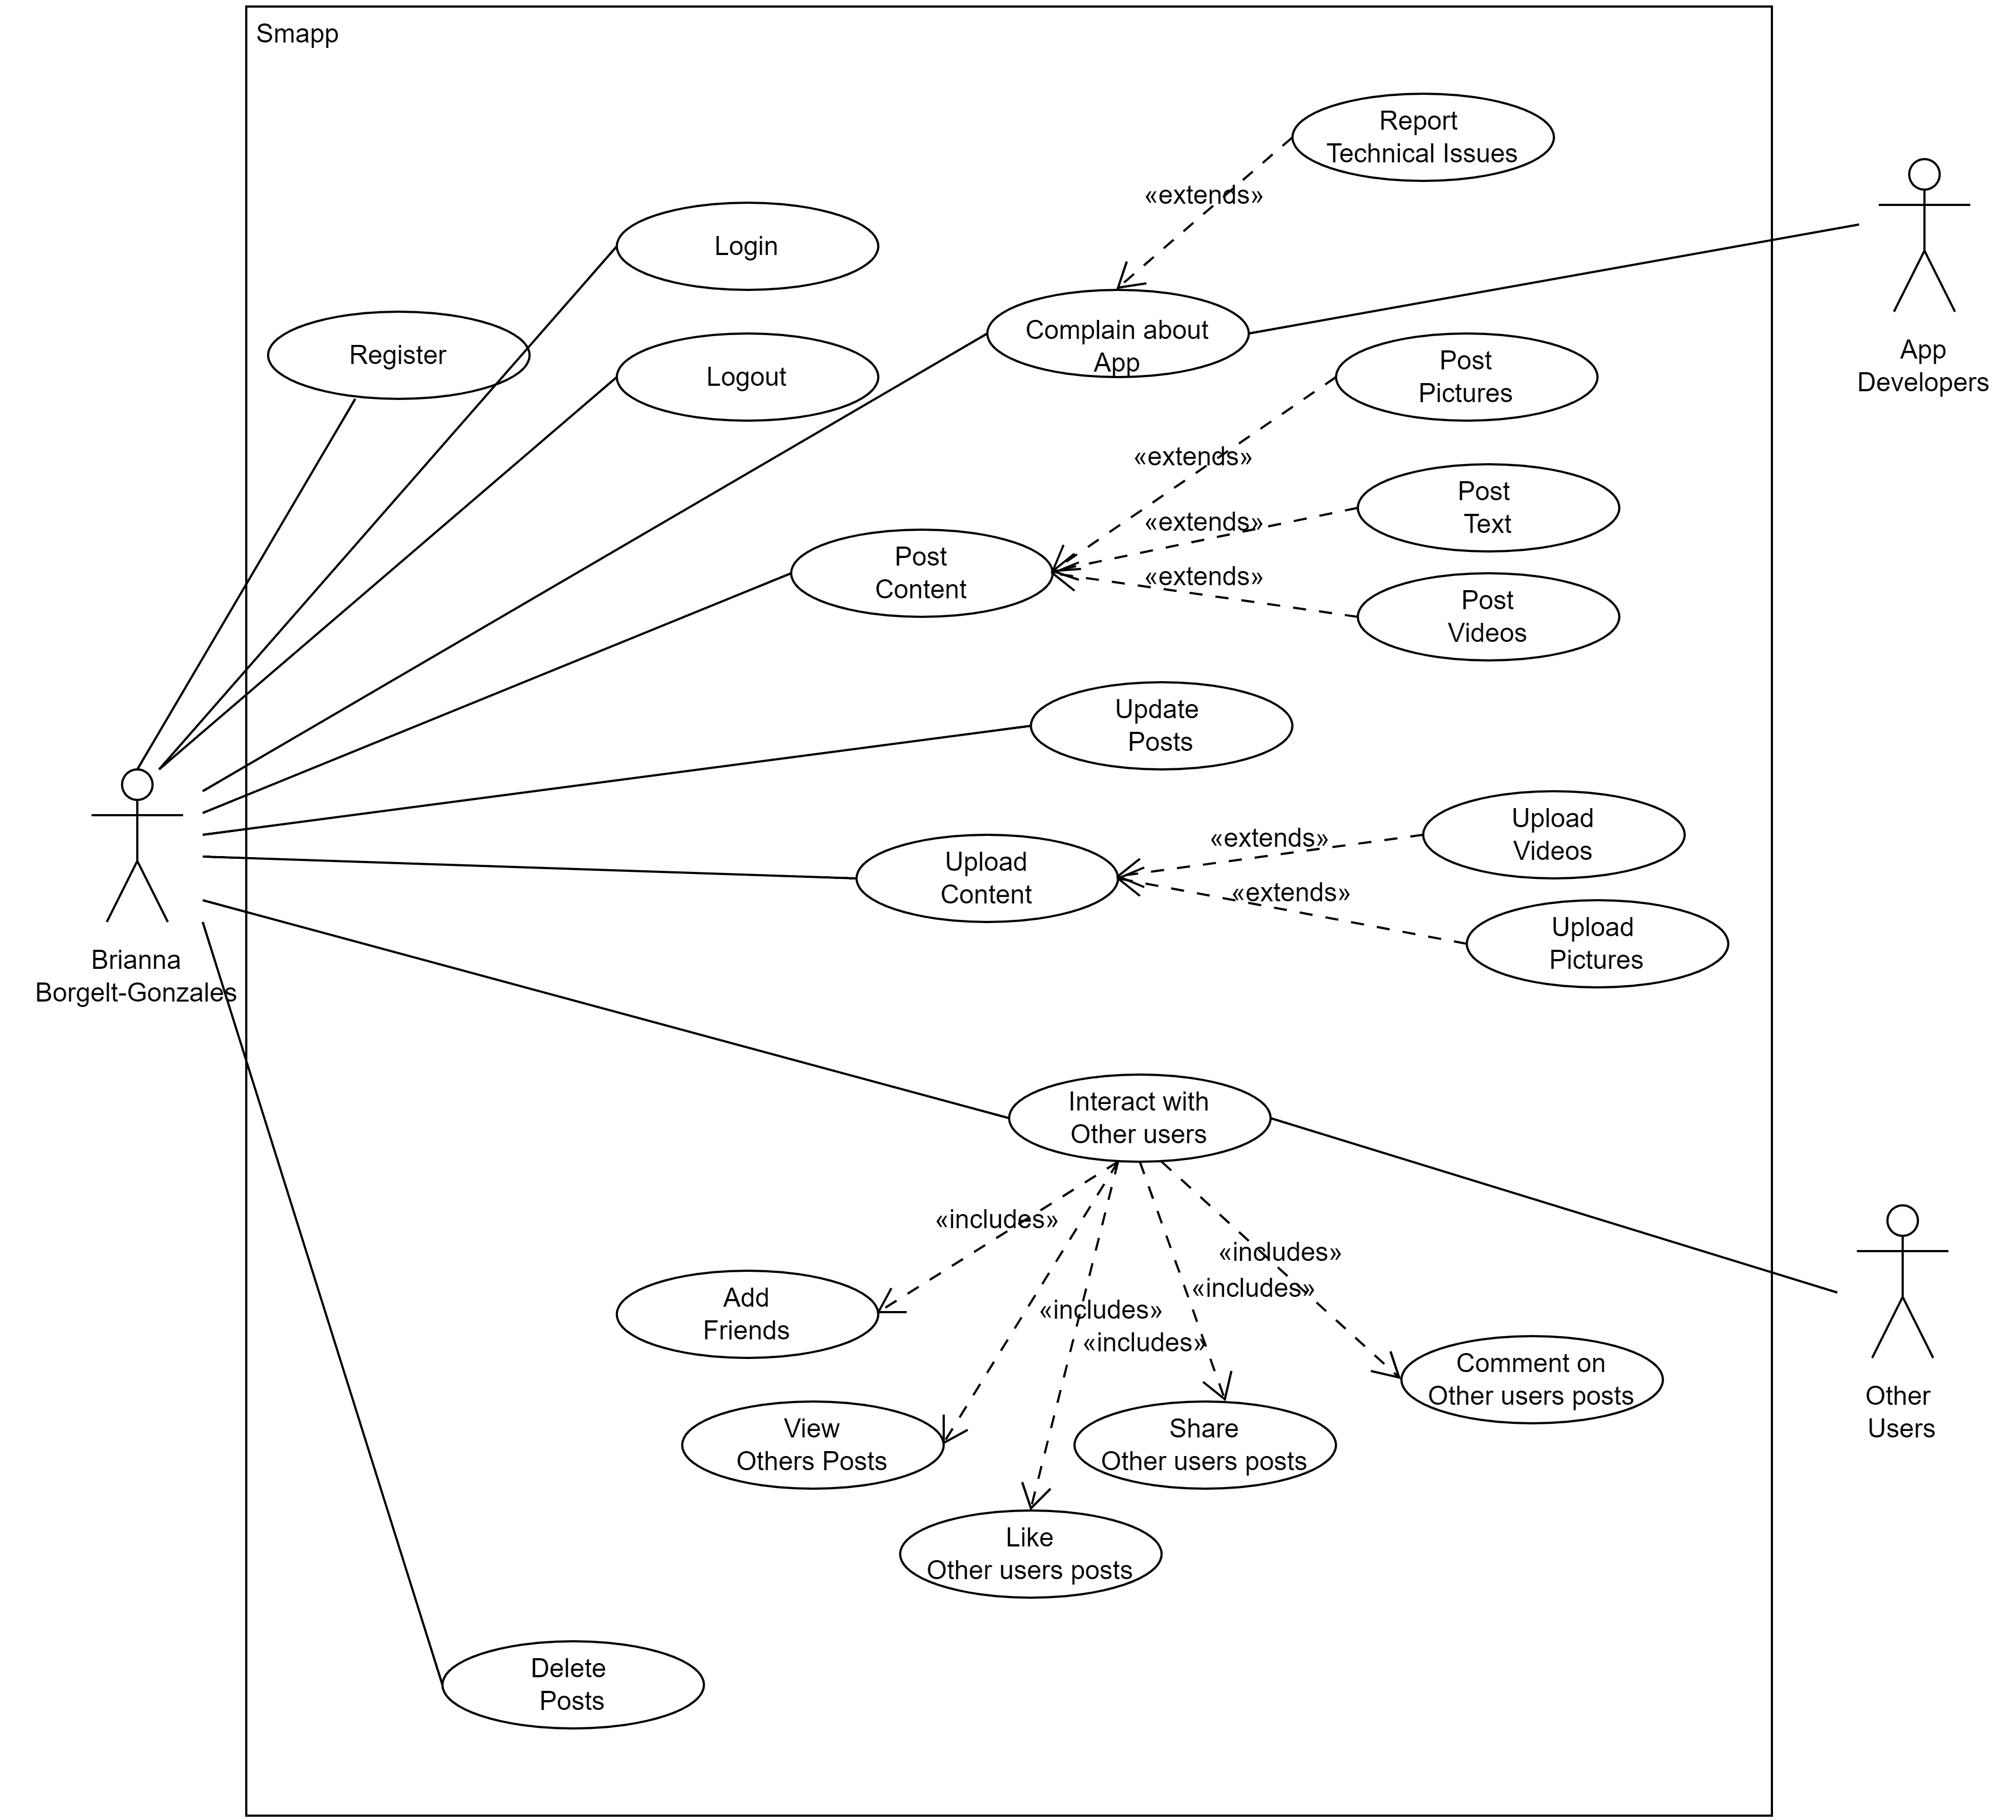 Smapp
Report
Technical Issues
«extends»
Login
Register
Logout
Complain about
App
App
Developers
Post
Pictures
«extends»
Post
Text
«extends»
Post
Content
«extends»
Post
Videos
Update
Posts
Upload
Videos
«extends»
Upload
Content
«extends»
Upload
Pictures
Brianna
Borgelt-Gonzales
Interact with
Other users
«includes»
«includes»
«includes»
«includes»
«includes»
Add
Friends
Comment on
Other users posts
Other
Users
View
Others Posts
Share
Other users posts
Like
Other users posts
Delete
Posts